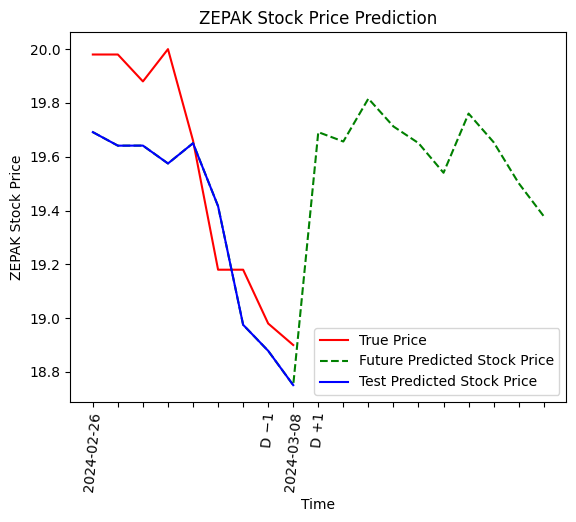 ZEPAK Stock Price Prediction
ZEPAK Stock Price
20.0
19.8
19.6
19.4
19.2
19.0
18.8
True Price
Future Predicted Stock Price
Test Predicted Stock Price
2024-02-26
D −1
2024-03-08
D +1
Time